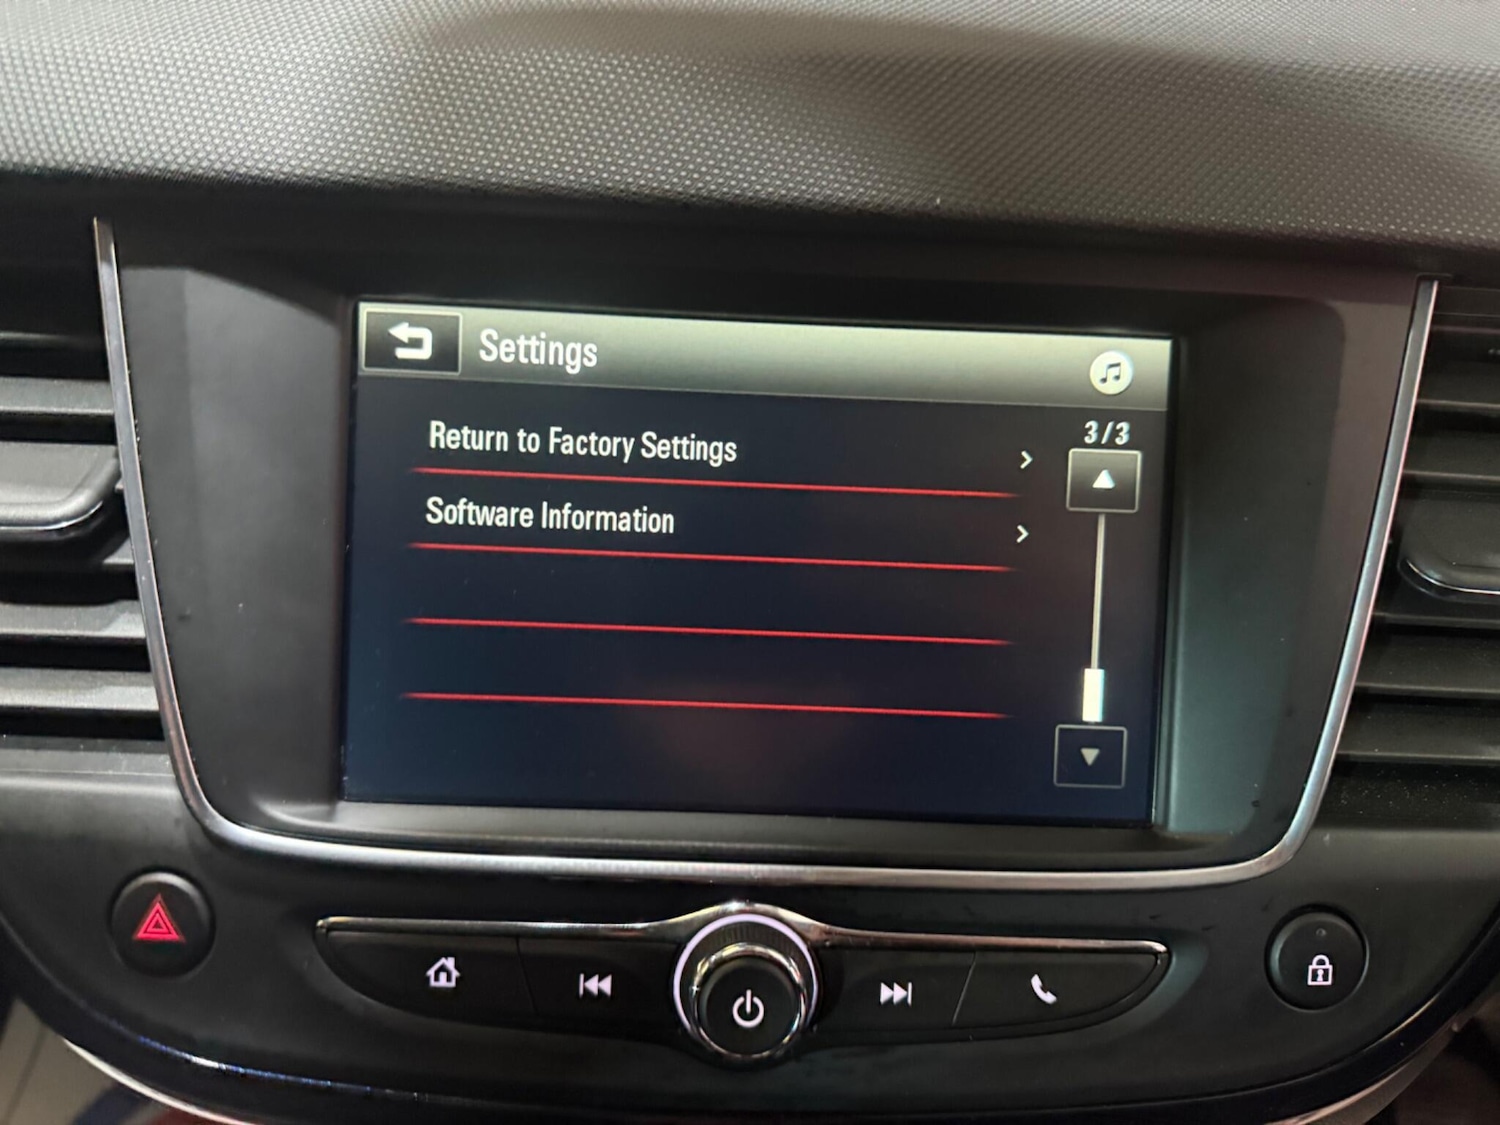 Settings
3/3
Return to Factory Settings
Software Information